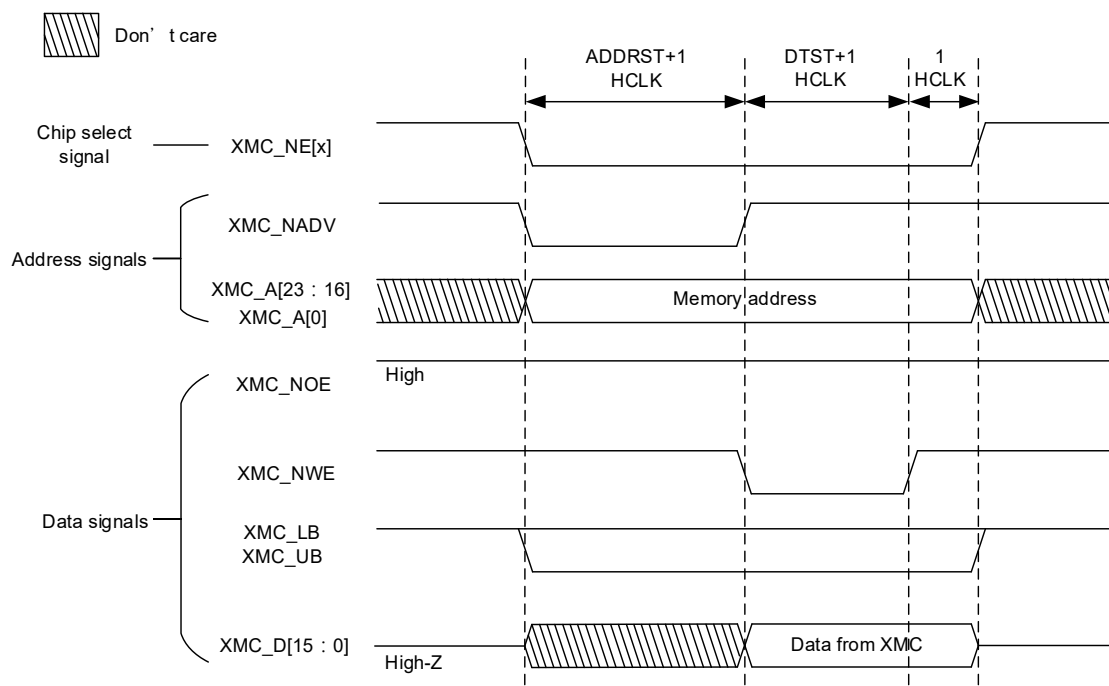 Don’ t care
ADDRST+1
HCLK
DTST+1
HCLK
1
HCLK
Chip select
signal
XMC_NE[x]
XMC_NADV
Address signals
XMC_A[23 : 16]
XMC_A[0]
Memory address
High
XMC_NOE
XMC_NWE
Data signals
XMC_LB
XMC_UB
XMC_D[15 : 0]
High-Z
Data from XMC